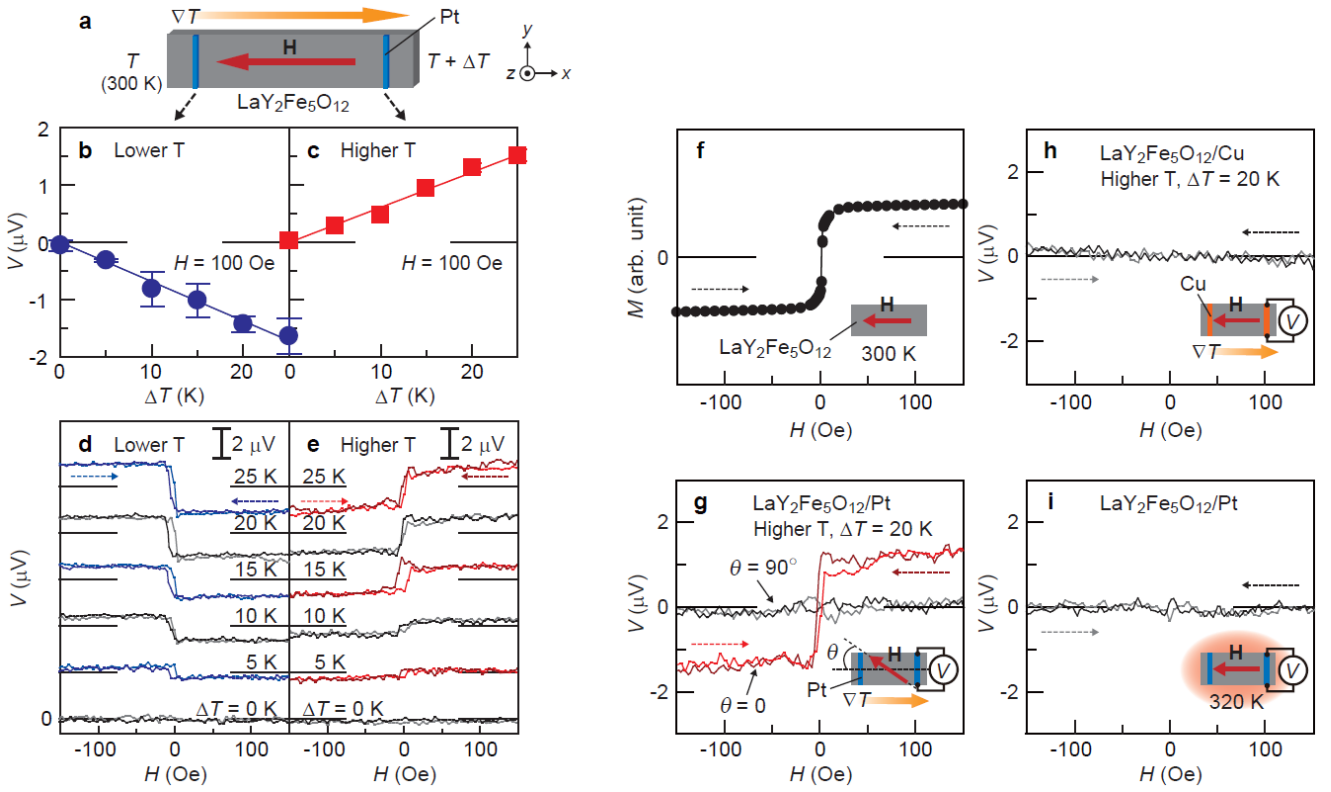 a
∇T
Pt
H
T
(300 K)
T + ΔT
y
z
x
LaY₂Fe₅O₁₂
b
Lower T
c
Higher T
2
1
0
-1
-2
V (μV)
H = 100 Oe
H = 100 Oe
0
10
20
0
10
20
ΔT (K)
ΔT (K)
d
Lower T
2 μV
e
Higher T
2 μV
25 K
25 K
20 K
20 K
15 K
15 K
10 K
10 K
5 K
5 K
ΔT = 0 K
ΔT = 0 K
V (μV)
0
-100
0
100
-100
0
100
H (Oe)
H (Oe)
f
M (arb. unit)
0
H
LaY₂Fe₅O₁₂
300 K
-100
0
100
H (Oe)
g
LaY₂Fe₅O₁₂/Pt
Higher T, ΔT = 20 K
2
0
-2
V (μV)
θ = 90°
θ
H
V
Pt
∇T
θ = 0
-100
0
100
H (Oe)
h
LaY₂Fe₅O₁₂/Cu
Higher T, ΔT = 20 K
2
0
-2
V (μV)
Cu
H
V
∇T
-100
0
100
H (Oe)
i
LaY₂Fe₅O₁₂/Pt
2
0
-2
V (μV)
H
V
320 K
-100
0
100
H (Oe)